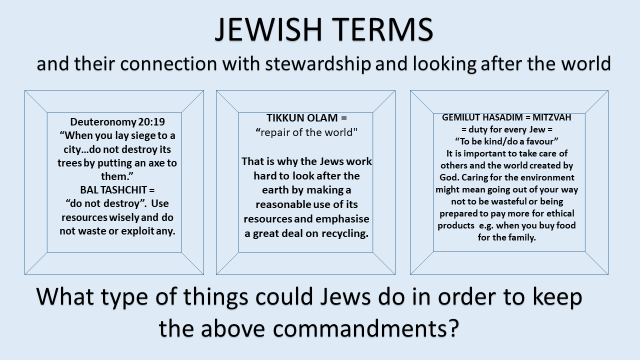 JEWISH TERMS
and their connection with stewardship and looking after the world
Deuteronomy 20:19
“When you lay siege to a
city…do not destroy its
trees by putting an axe to
them.”
BAL TASHCHIT =
“do not destroy”. Use
resources wisely and do
not waste or exploit any.
TIKKUN OLAM =
“repair of the world"
That is why the Jews work
hard to look after the
earth by making a
reasonable use of its
resources and emphasise
a great deal on recycling.
GEMILUT HASADIM = MITZVAH
= duty for every Jew =
“To be kind/do a favour”
It is important to take care of
others and the world created by
God. Caring for the environment
might mean going out of your way
not to be wasteful or being
prepared to pay more for ethical
products e.g. when you buy food
for the family.
What type of things could Jews do in order to keep
the above commandments?